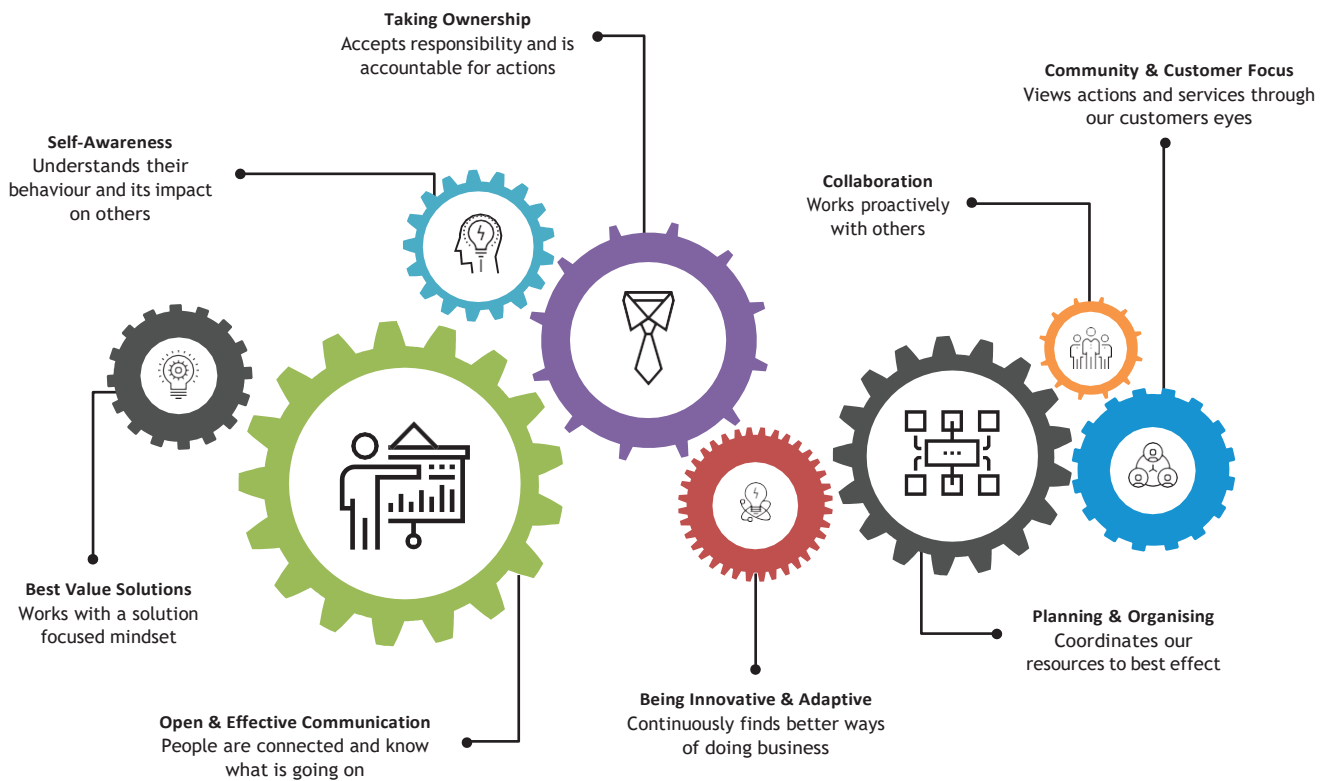 Taking Ownership
Accepts responsibility and is
accountable for actions
Community & Customer Focus
Views actions and services through
our customers eyes
Self-Awareness
Understands their
behaviour and its impact
on others
Collaboration
Works proactively
with others
Best Value Solutions
Works with a solution
focused mindset
Planning & Organising
Coordinates our
resources to best effect
Being Innovative & Adaptive
Continuously finds better ways
of doing business
Open & Effective Communication
People are connected and know
what is going on